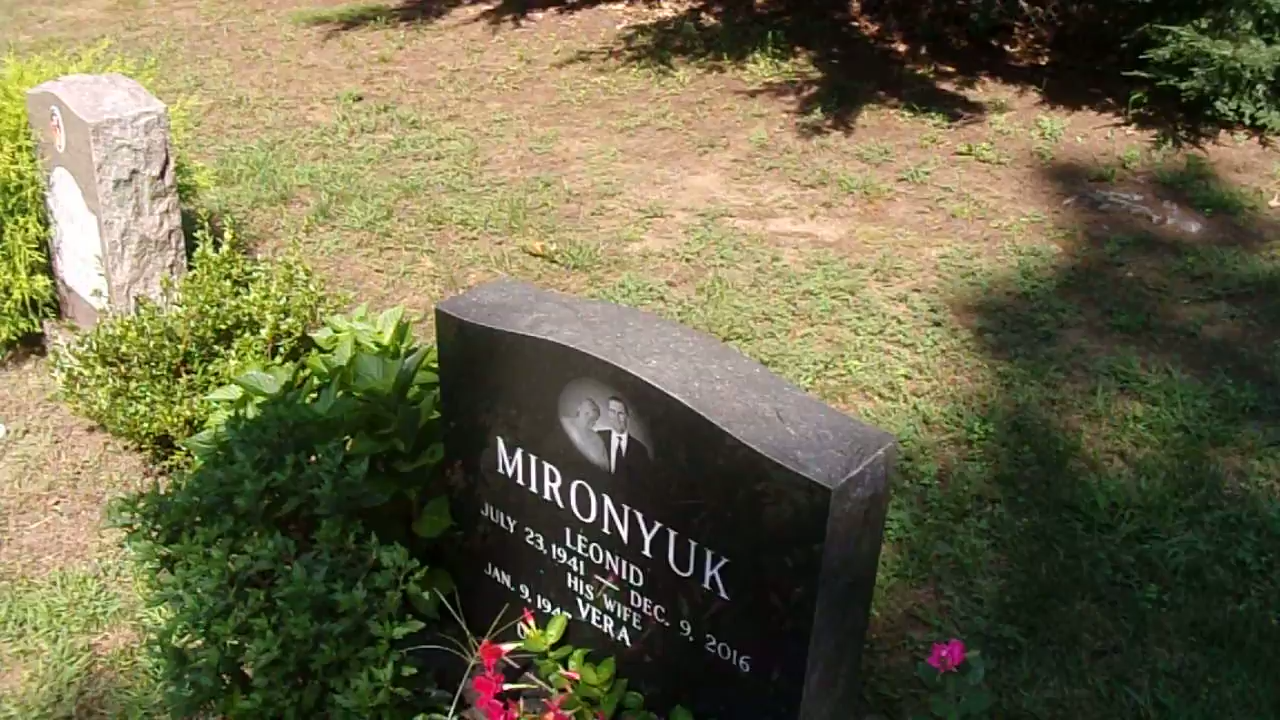 MIRONYUK
LEONID
JULY 23, 1941 — DEC. 9, 2016
HIS WIFE
VERA
JAN. 9,